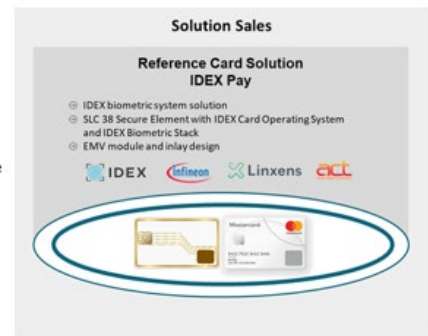 Solution Sales
Reference Card Solution
IDEX Pay
IDEX biometric system solution
SLC 38 Secure Element with IDEX Card Operating System
and IDEX Biometric Stack
EMV module and inlay design
IDEX
infineon
Linxens
act
Mastercard